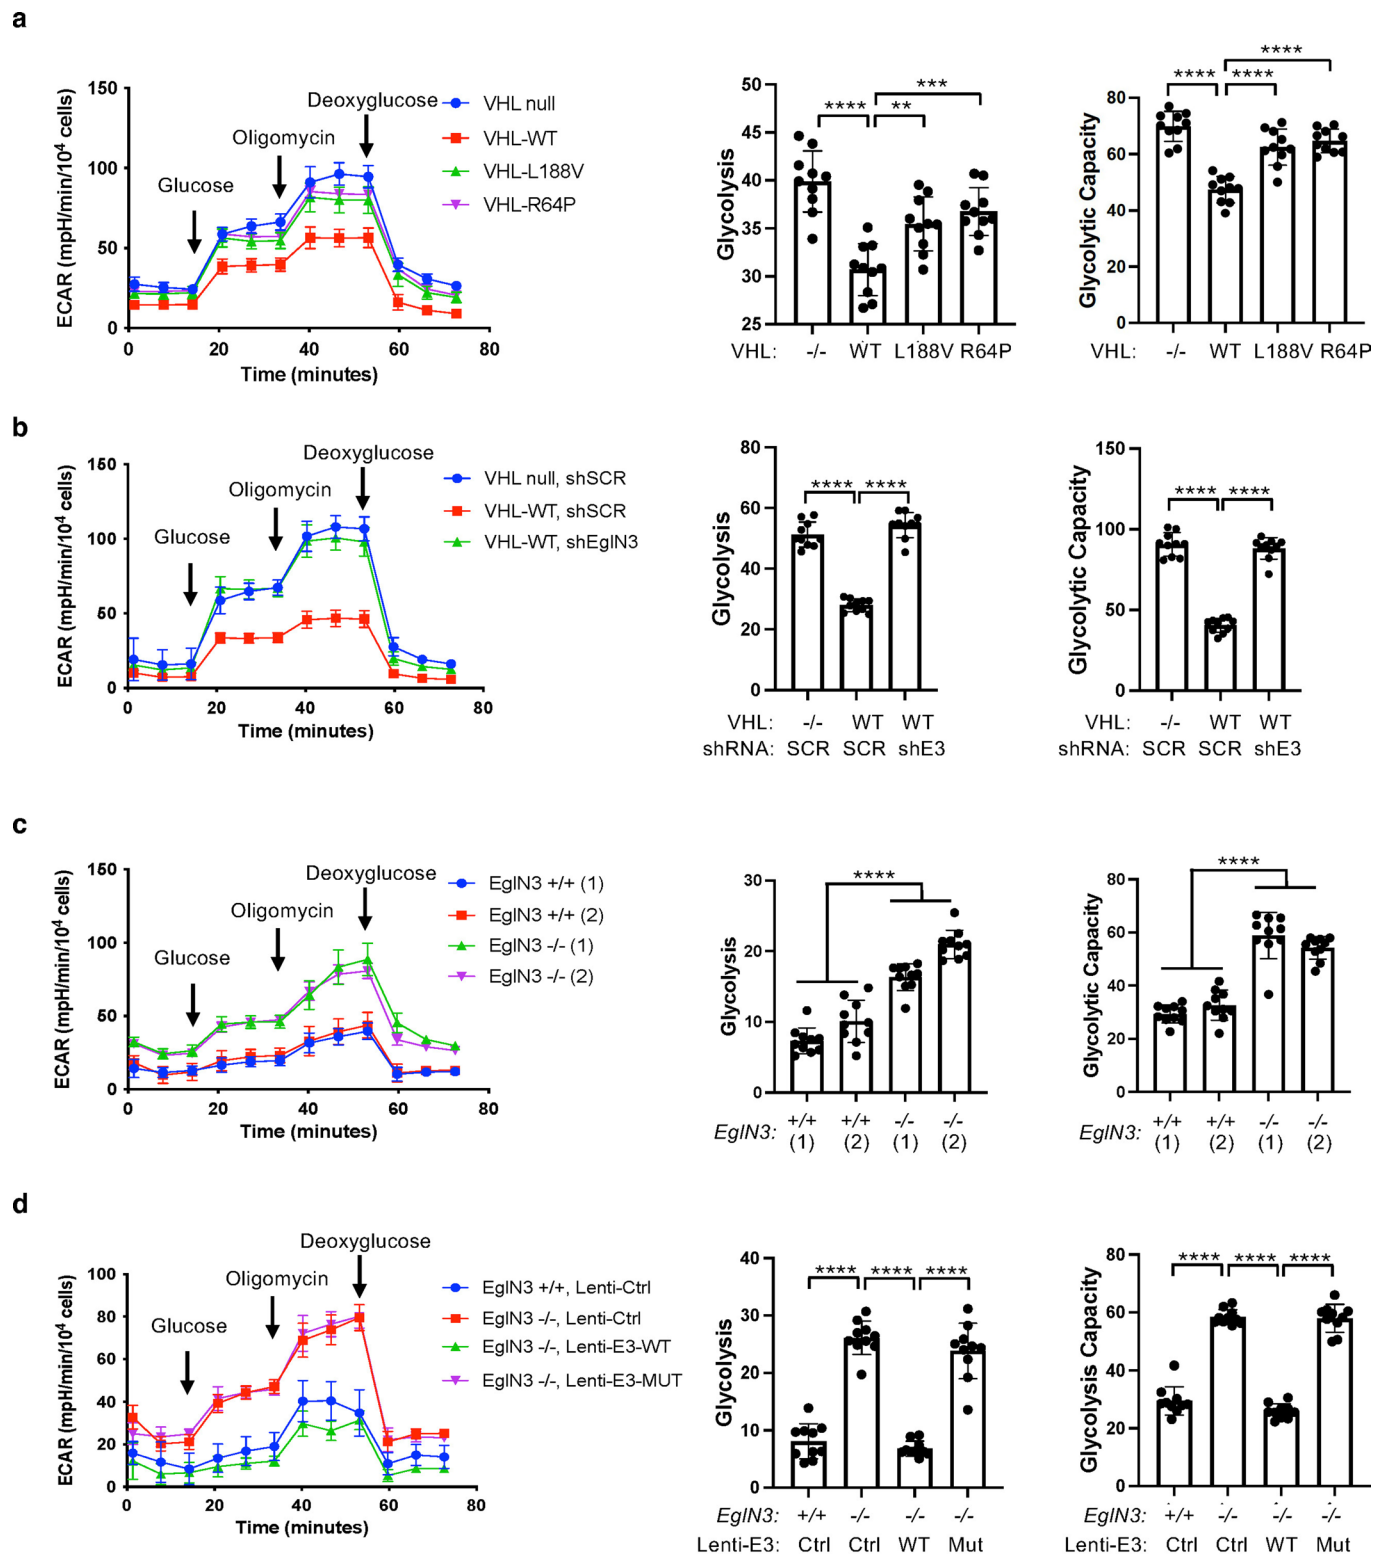 a
ECAR (mpH/min/10⁴ cells)
150
100
50
0
0 20 40 60 80
Time (minutes)
Glucose
Oligomycin
Deoxyglucose
VHL null
VHL-WT
VHL-L188V
VHL-R64P
Glycolysis
50
45
40
35
30
25
**** **
***
VHL: -/- WT L188V R64P
Glycolytic Capacity
80
60
40
20
0
**** ****
****
VHL: -/- WT L188V R64P
b
ECAR (mpH/min/10⁴ cells)
150
100
50
0
0 20 40 60 80
Time (minutes)
Glucose
Oligomycin
Deoxyglucose
VHL null, shSCR
VHL-WT, shSCR
VHL-WT, shEglN3
Glycolysis
80
60
40
20
0
**** ****
VHL: -/- WT WT
shRNA: SCR SCR shE3
Glycolytic Capacity
150
100
50
0
**** ****
VHL: -/- WT WT
shRNA: SCR SCR shE3
c
ECAR (mpH/min/10⁴ cells)
150
100
50
0
0 20 40 60 80
Time (minutes)
Glucose
Oligomycin
Deoxyglucose
EglN3 +/+ (1)
EglN3 +/+ (2)
EglN3 -/- (1)
EglN3 -/- (2)
Glycolysis
30
20
10
0
****
EglN3: +/+ +/+ -/- -/-
(1) (2) (1) (2)
Glycolytic Capacity
80
60
40
20
0
****
EglN3: +/+ +/+ -/- -/-
(1) (2) (1) (2)
d
ECAR (mpH/min/10⁴ cells)
100
80
60
40
20
0
0 20 40 60 80
Time (minutes)
Glucose
Oligomycin
Deoxyglucose
EglN3 +/+, Lenti-Ctrl
EglN3 -/-, Lenti-Ctrl
EglN3 -/-, Lenti-E3-WT
EglN3 -/-, Lenti-E3-MUT
Glycolysis
40
30
20
10
0
**** **** ****
EglN3: +/+ -/- -/- -/-
Lenti-E3: Ctrl Ctrl WT Mut
Glycolysis Capacity
80
60
40
20
0
**** **** ****
EglN3: +/+ -/- -/- -/-
Lenti-E3: Ctrl Ctrl WT Mut